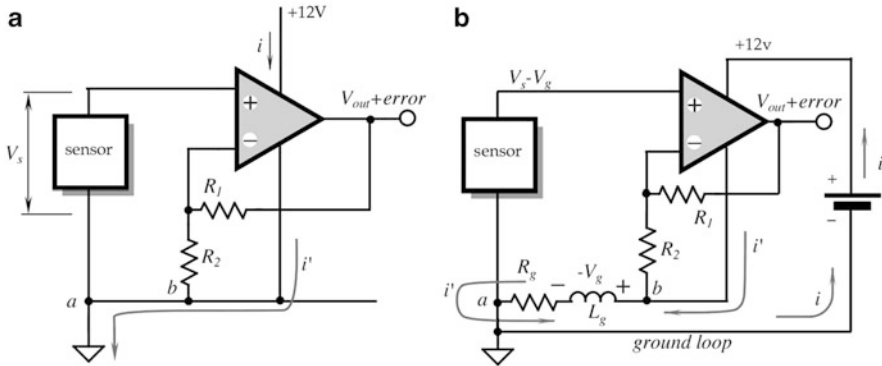 a
+12V
i
V_s
sensor
+
−
V_out+error
R_1
R_2
i'
a
b
b
+12v
V_s-V_g
sensor
+
−
V_out+error
i
+
−
R_1
R_2
i'
i'
R_g
-V_g
−
+
a
b
L_g
i
ground loop